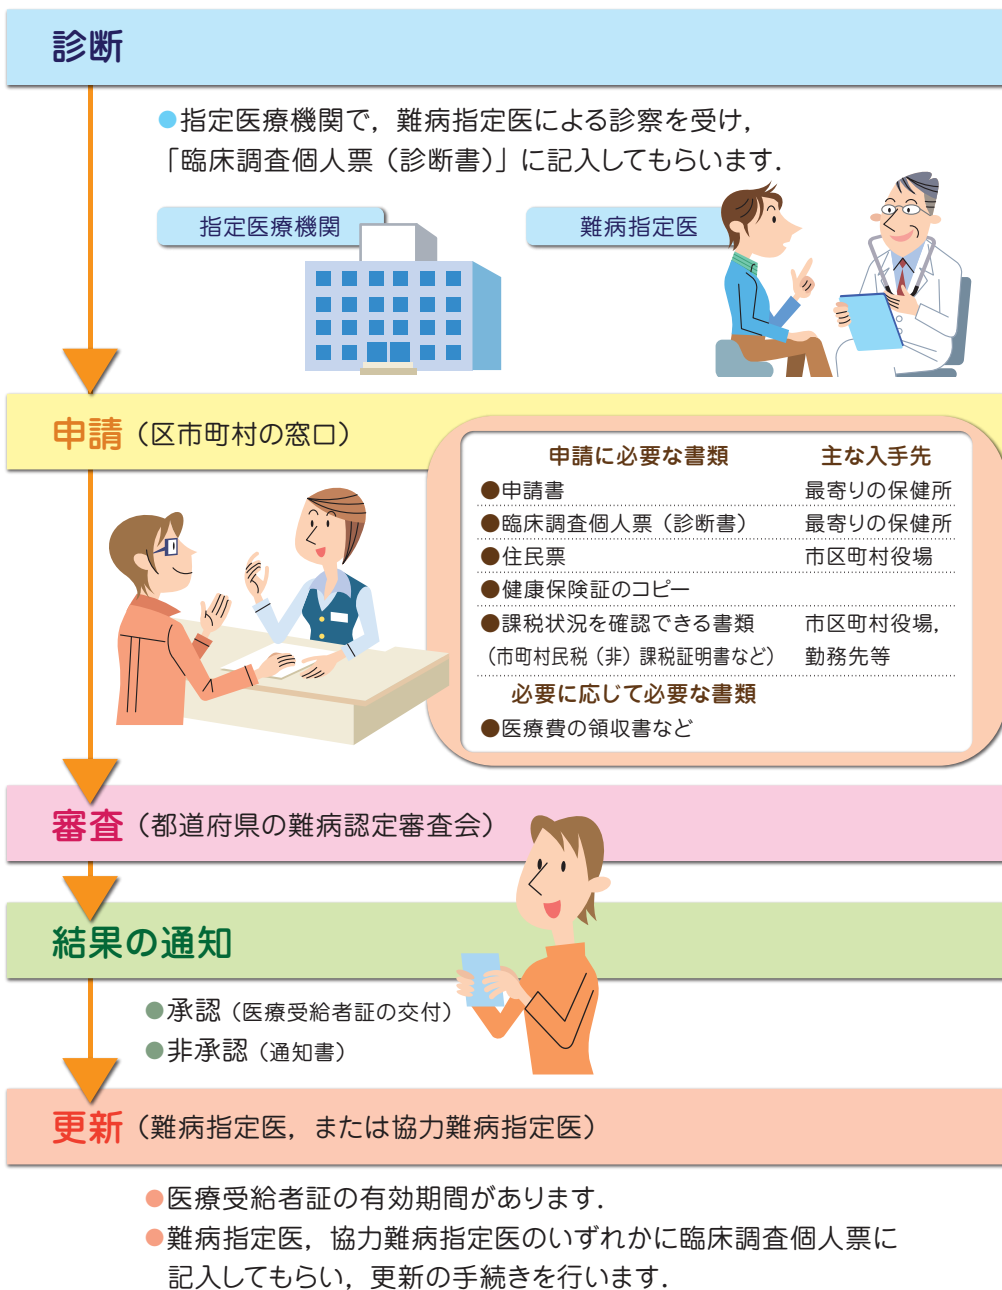 診断
●指定医療機関で，難病指定医による診察を受け，
「臨床調査個人票（診断書）」に記入してもらいます．
指定医療機関
難病指定医
申請（区市町村の窓口）
申請に必要な書類 主な入手先
●申請書 最寄りの保健所
●臨床調査個人票（診断書） 最寄りの保健所
●住民票 市区町村役場
●健康保険証のコピー
●課税状況を確認できる書類 市区町村役場，
（市町村民税（非）課税証明書など） 勤務先等
必要に応じて必要な書類
●医療費の領収書など
審査（都道府県の難病認定審査会）
結果の通知
●承認（医療受給者証の交付）
●非承認（通知書）
更新（難病指定医，または協力難病指定医）
●医療受給者証の有効期間があります．
●難病指定医，協力難病指定医のいずれかに臨床調査個人票に
記入してもらい，更新の手続きを行います．